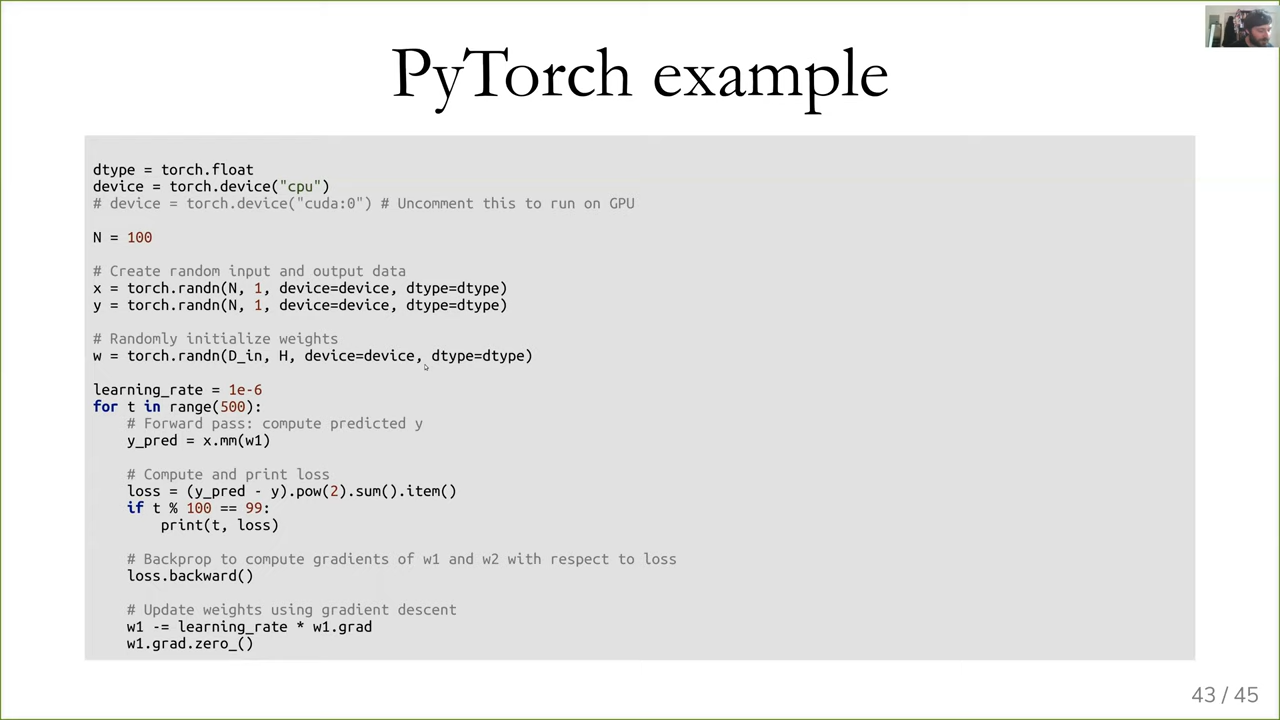 PyTorch example
dtype = torch.float
device = torch.device("cpu")
# device = torch.device("cuda:0") # Uncomment this to run on GPU
N = 100
# Create random input and output data
x = torch.randn(N, 1, device=device, dtype=dtype)
y = torch.randn(N, 1, device=device, dtype=dtype)
# Randomly initialize weights
w = torch.randn(D_in, H, device=device, dtype=dtype)
learning_rate = 1e-6
for t in range(500):
    # Forward pass: compute predicted y
    y_pred = x.mm(w1)
    # Compute and print loss
    loss = (y_pred - y).pow(2).sum().item()
    if t % 100 == 99:
        print(t, loss)
    # Backprop to compute gradients of w1 and w2 with respect to loss
    loss.backward()
    # Update weights using gradient descent
    w1 -= learning_rate * w1.grad
    w1.grad.zero_()
43 / 45